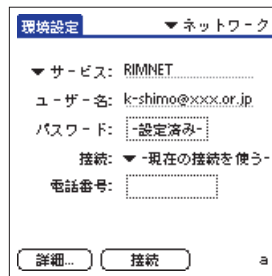 環境設定 ▼ネットワーク
▼サービス: RIMNET
ユーザー名: k-shimo@xxx.or.jp
パスワード: -設定済み-
接続: ▼ -現在の接続を使う-
電話番号:
詳細... 接続 a